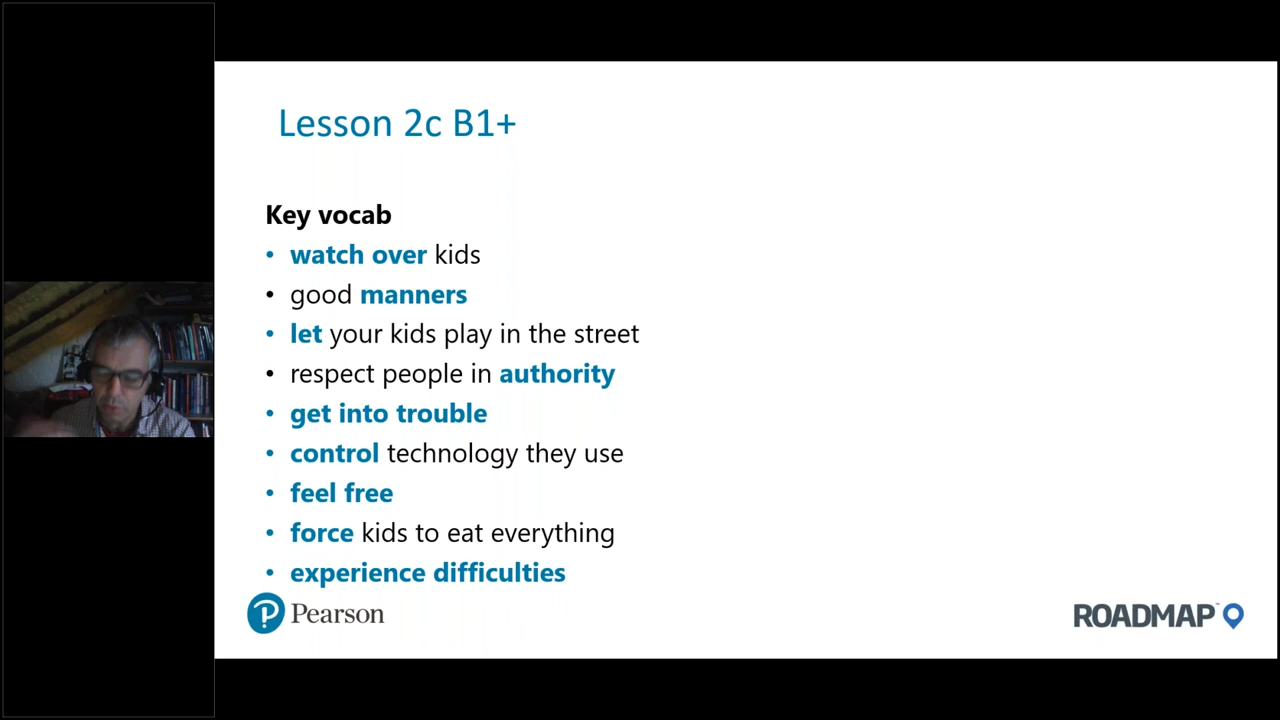 Lesson 2c B1+
Key vocab
• watch over kids
• good manners
• let your kids play in the street
• respect people in authority
• get into trouble
• control technology they use
• feel free
• force kids to eat everything
• experience difficulties
Pearson
ROADMAP